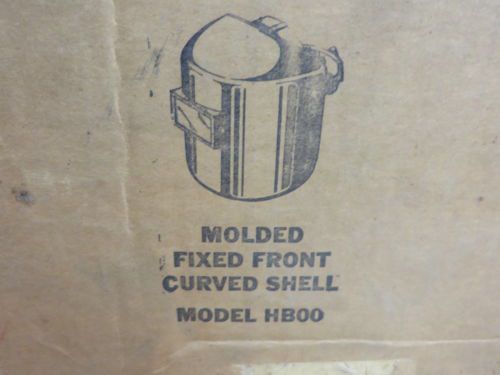 MOLDED
FIXED FRONT
CURVED SHELL
MODEL HB00